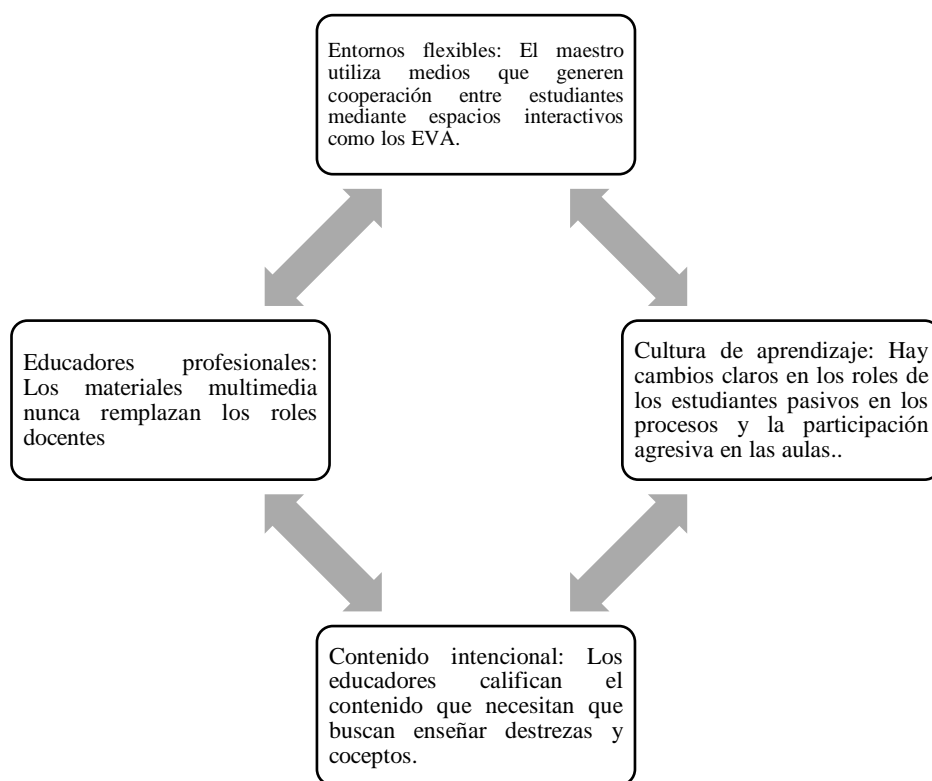 Entornos flexibles: El maestro
utiliza medios que generen
cooperación entre estudiantes
mediante espacios interactivos
como los EVA.
Educadores profesionales:
Los materiales multimedia
nunca remplazan los roles
docentes
Cultura de aprendizaje: Hay
cambios claros en los roles de
los estudiantes pasivos en los
procesos y la participación
agresiva en las aulas..
Contenido intencional: Los
educadores califican el
contenido que necesitan que
buscan enseñar destrezas y
coceptos.